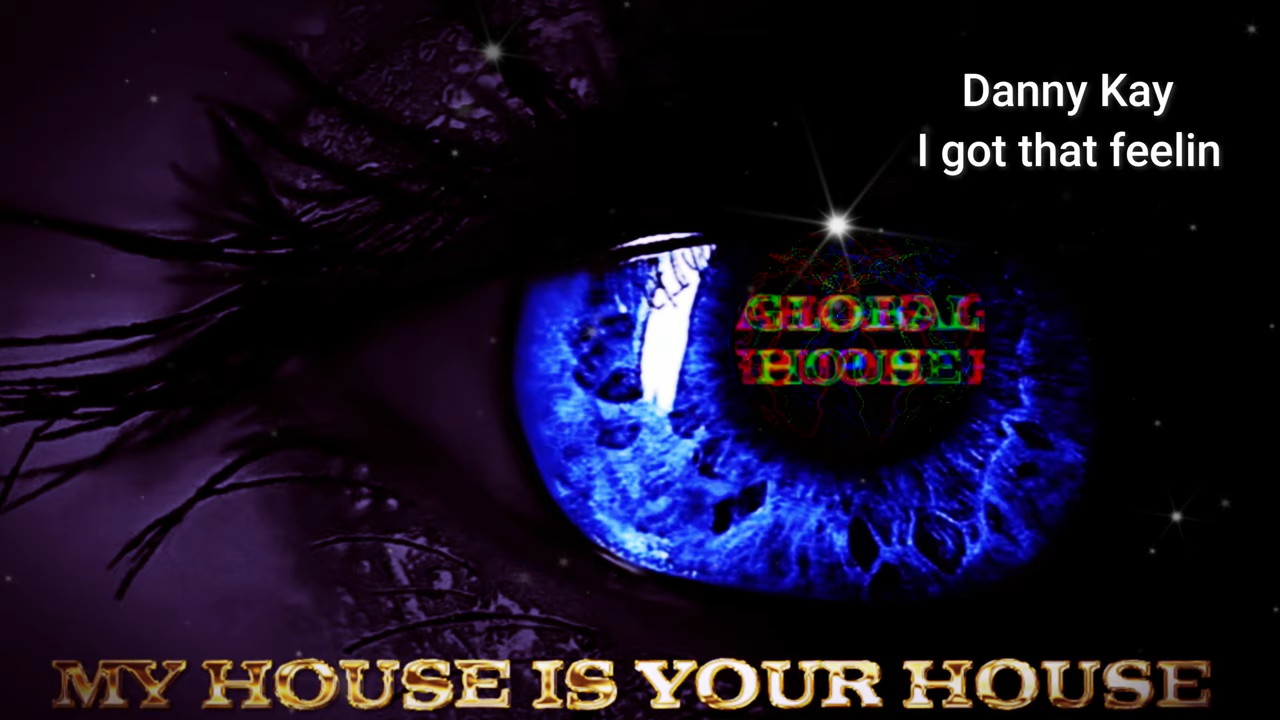 Danny Kay
I got that feelin
GLOBAL
HOUSE
MY HOUSE IS YOUR HOUSE